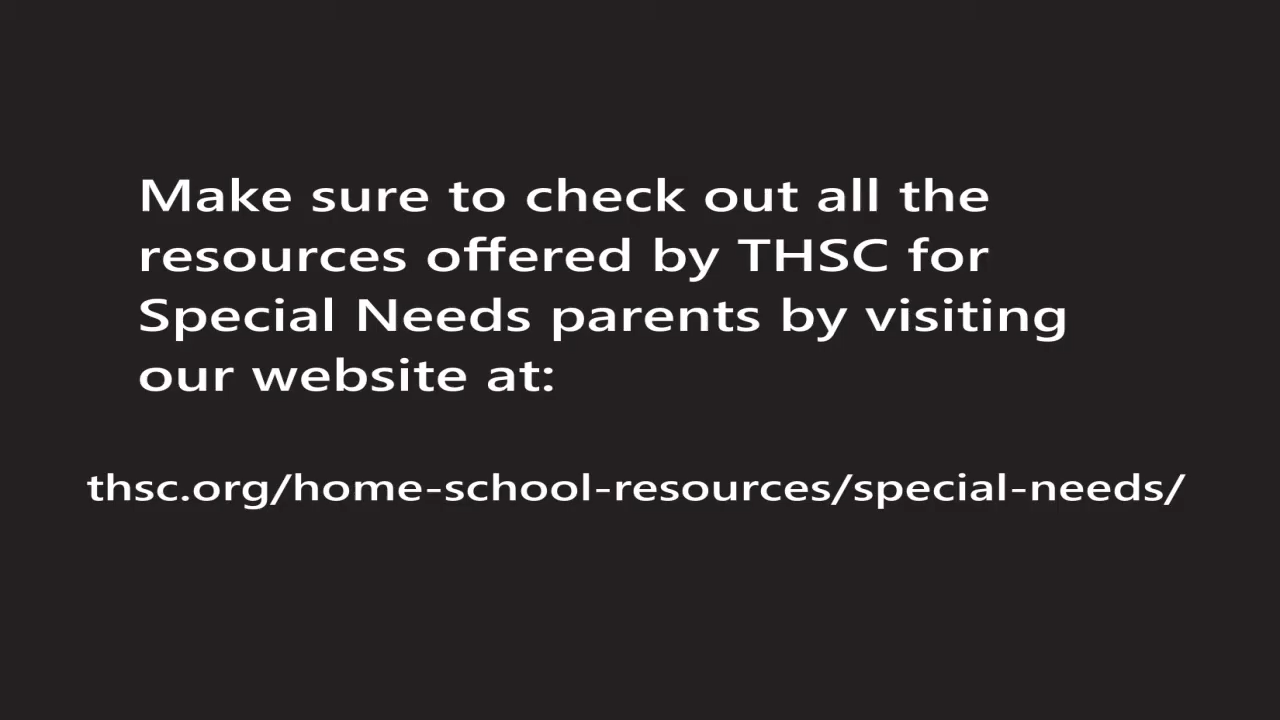 Make sure to check out all the
resources offered by THSC for
Special Needs parents by visiting
our website at:
thsc.org/home-school-resources/special-needs/